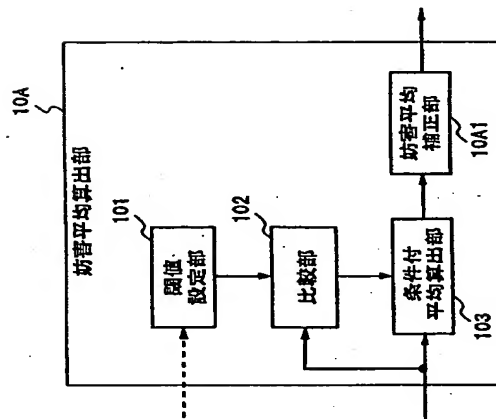 10A
妨害平均算出部
101
閾値
設定部
102
比較部
条件付
平均算出部
103
妨害平均
補正部
10A1